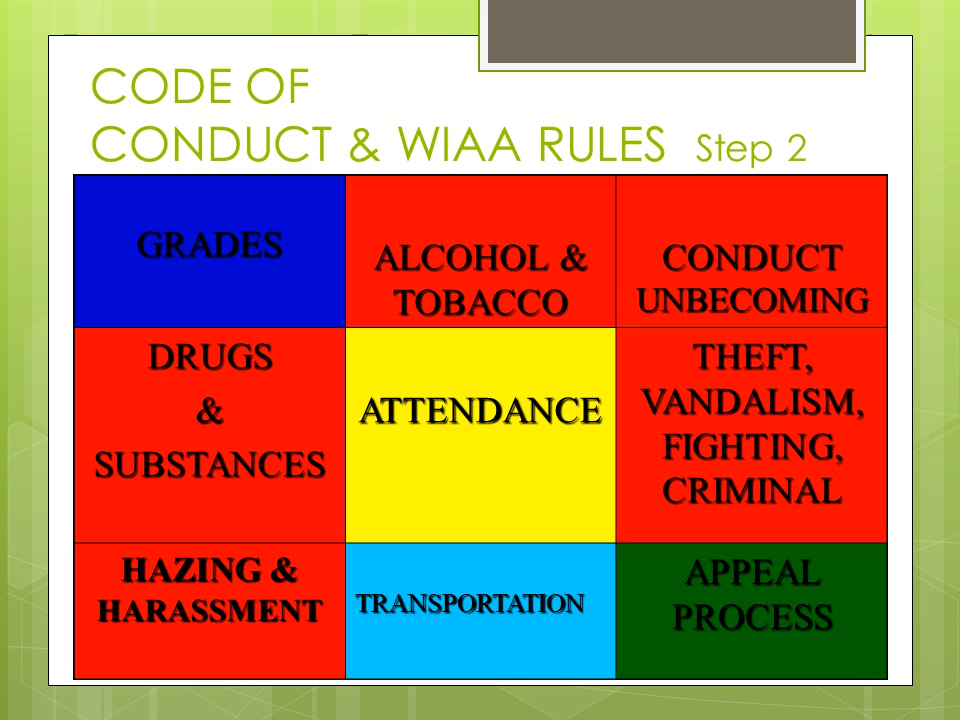 CODE OF
CONDUCT & WIAA RULES Step 2
GRADES
ALCOHOL &
TOBACCO
CONDUCT
UNBECOMING
DRUGS
&
SUBSTANCES
ATTENDANCE
THEFT,
VANDALISM,
FIGHTING,
CRIMINAL
HAZING &
HARASSMENT
TRANSPORTATION
APPEAL
PROCESS